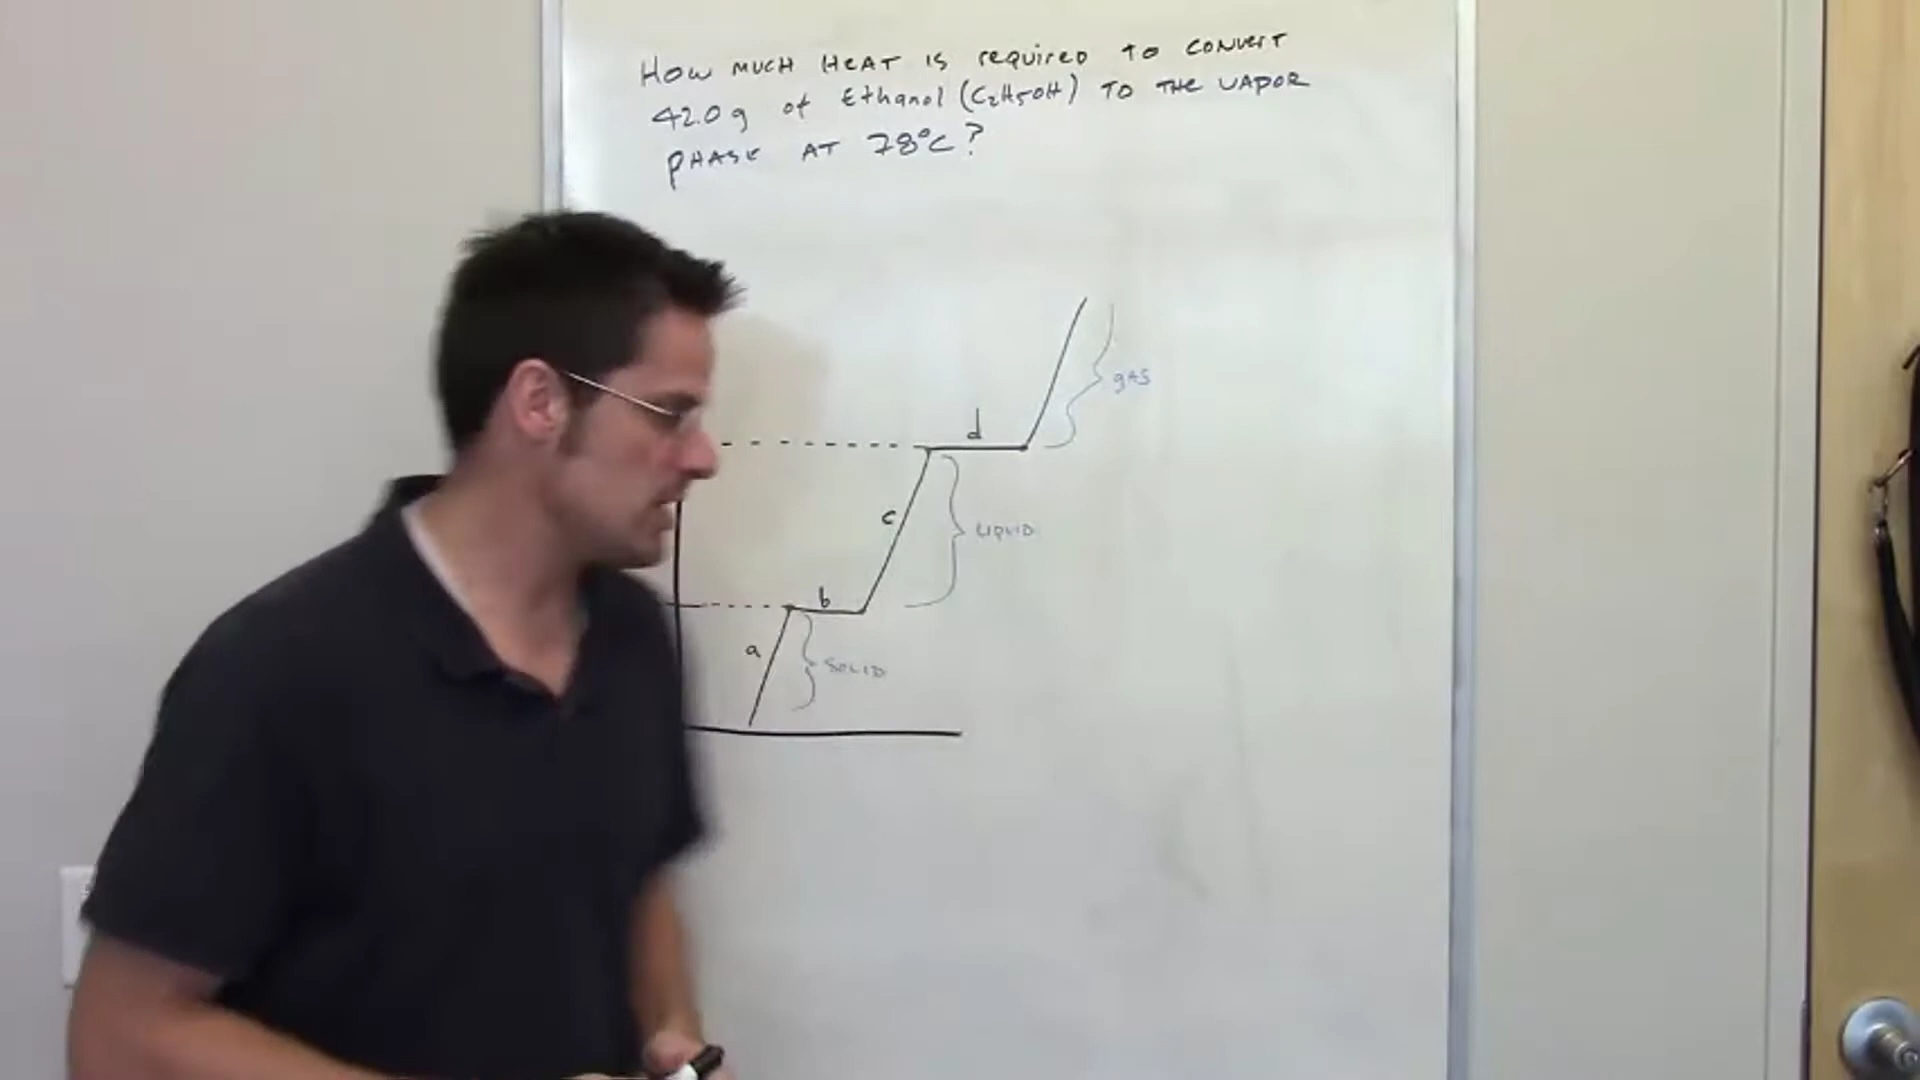 HOW MUCH HEAT IS required TO CONVERT
42.0g of Ethanol (C₂H₅OH) TO THE VAPOR
PHASE AT 78°C?
gAS
d
c
LIQUID
b
a
SOLID